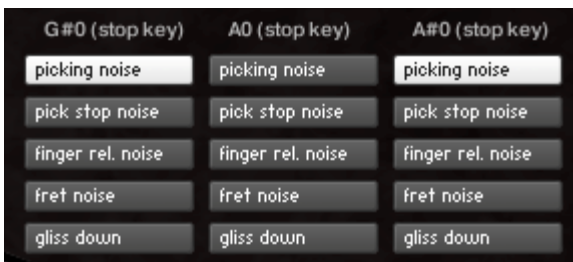 G#0 (stop key) A0 (stop key) A#0 (stop key)
picking noise picking noise picking noise
pick stop noise pick stop noise pick stop noise
finger rel. noise finger rel. noise finger rel. noise
fret noise fret noise fret noise
gliss down gliss down gliss down